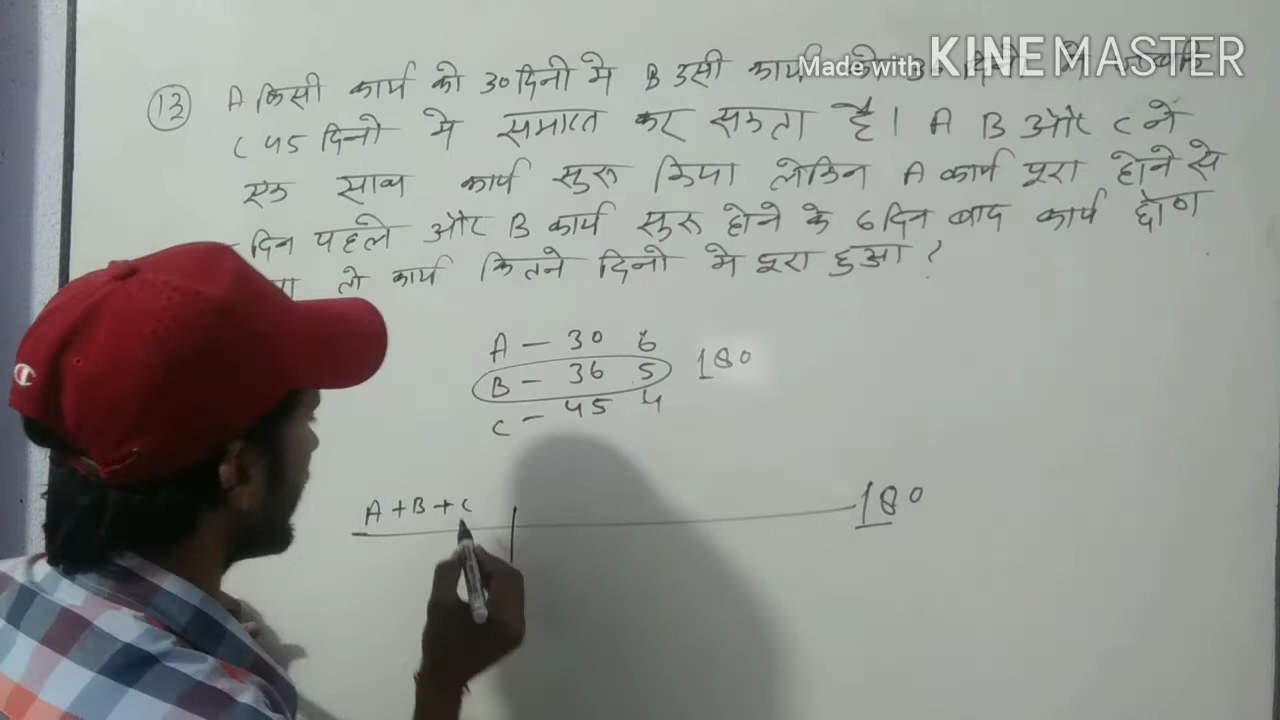 Made with KINEMASTER
(13) A किसी कार्य को 30 दिनो मे B उसी कार्य
C 45 दिनो मे समाप्त कर सकता है। A B और C ने
एक साथ कार्य सुरू किया लेकिन A कार्य पूरा होने से
दिन पहले और B कार्य सुरू होने के 6 दिन बाद कार्य छोण
तो कार्य कितने दिनो मे पूरा हुआ ?
A — 30 6
B — 36 5 180
C — 45 4
A + B + C 180